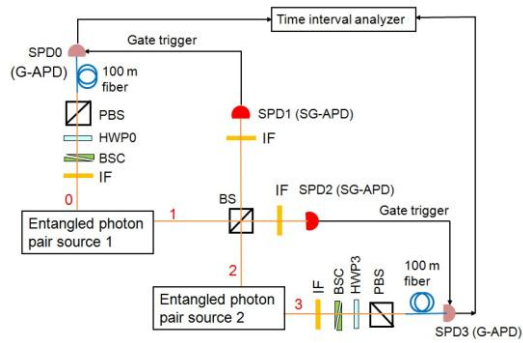 Time interval analyzer
SPD0
(G-APD)
Gate trigger
100 m
fiber
PBS
HWP0
BSC
IF
0
SPD1 (SG-APD)
IF
Entangled photon
pair source 1
1
BS
IF
SPD2 (SG-APD)
Gate trigger
2
Entangled photon
pair source 2
3
IF
BSC
HWP3
PBS
100 m
fiber
SPD3 (G-APD)